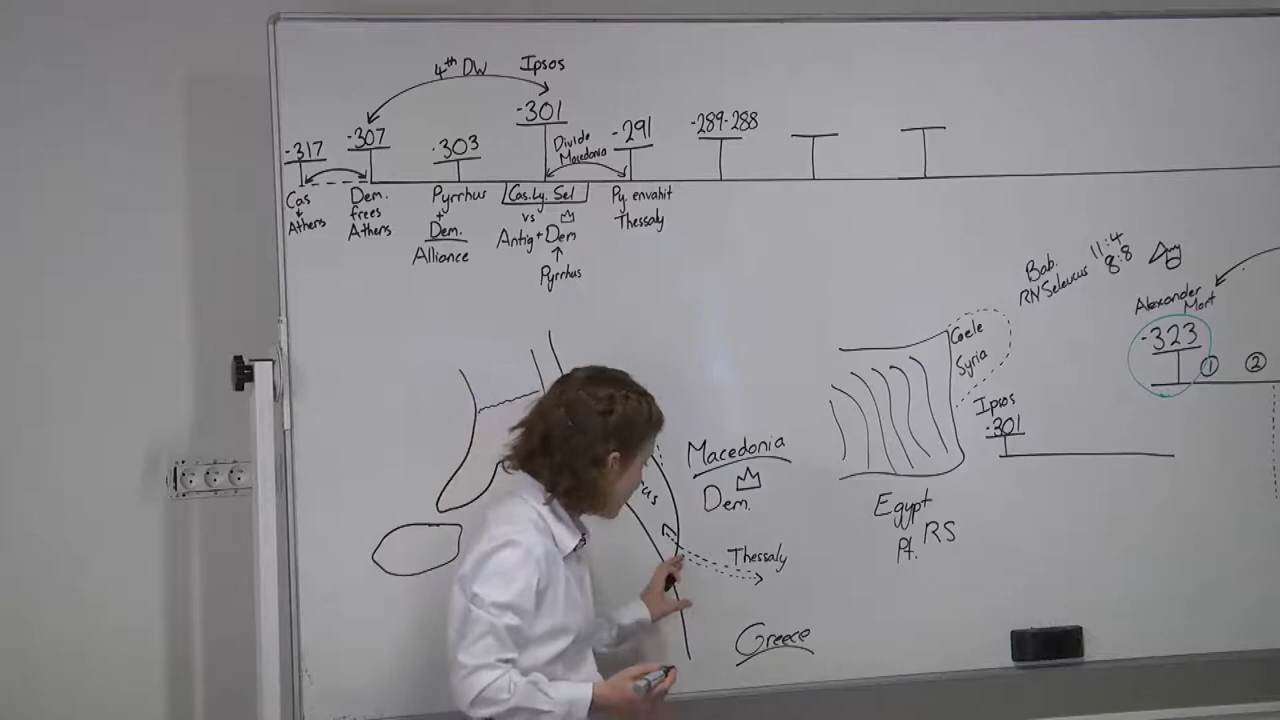 4th DW
Ipsos
-317
-307
-303
-301
-291
-289-288
Divide
Macedonia
Cas
Athens
Dem.
frees
Athens
Pyrrhus
+
Dem.
Alliance
Cas. Ly. Sel
vs
Antig + Dem
Pyrrhus
Py. envahit
Thessaly
Bab.
RN Seleucus
11:4
8:8
Alexander
Mort
-323
1
2
Coele
Syria
Ipsos
-301
Macedonia
Dem.
us
Thessaly
Egypt
Pt. RS
Greece